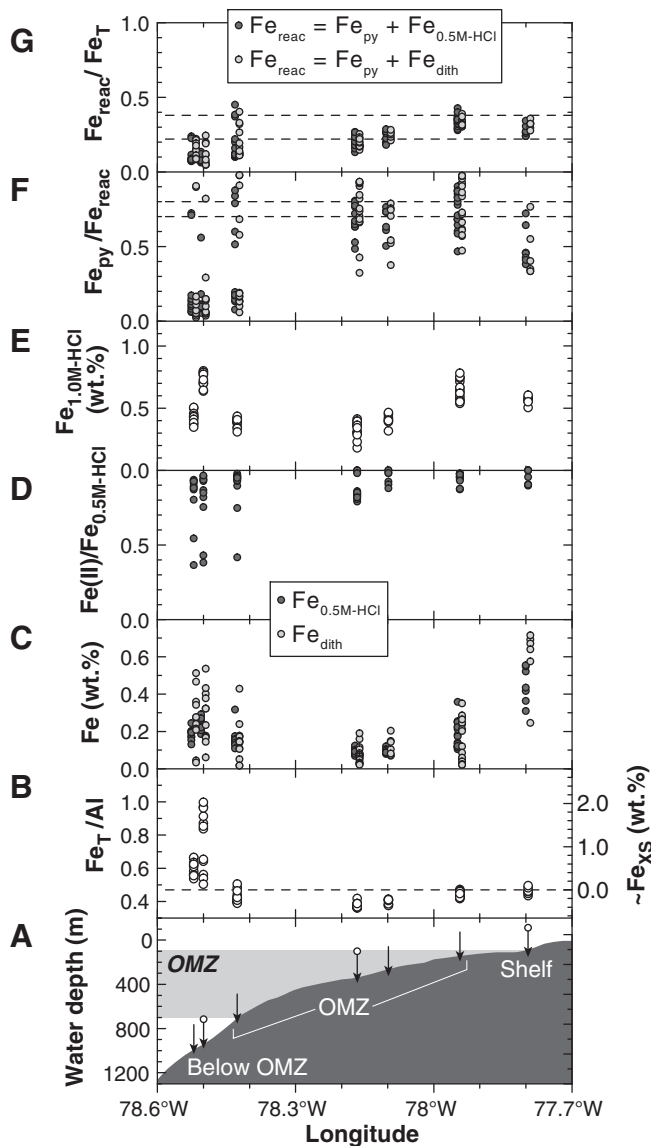 G
1.0
0.5
0.0
Fe_reac/ Fe_T
Fe_reac = Fe_py + Fe_0.5M-HCl
Fe_reac = Fe_py + Fe_dith
F
0.5
0.0
Fe_py/Fe_reac
E
1.0
0.5
Fe_1.0M-HCl
(wt.%)
D
0.0
0.5
0.0
Fe(II)/Fe_0.5M-HCl
Fe_0.5M-HCl
Fe_dith
C
0.6
0.4
0.2
0.0
Fe (wt.%)
B
1.0
0.8
0.6
0.4
Fe_T/Al
2.0
1.0
0.0
~Fe_XS (wt.%)
A
0
400
800
1200
Water depth (m)
OMZ
OMZ
Shelf
Below OMZ
78.6°W 78.3°W 78°W 77.7°W
Longitude